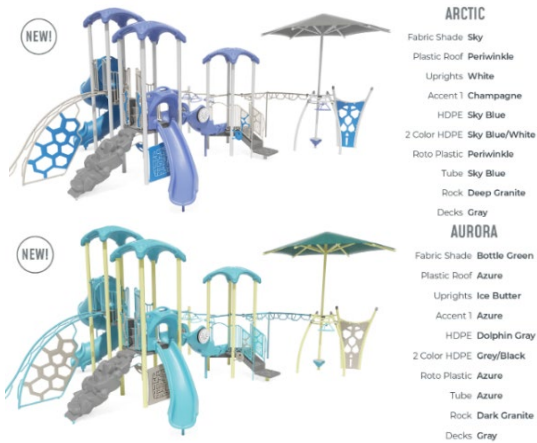 NEW!
ARCTIC
Fabric Shade Sky
Plastic Roof Periwinkle
Uprights White
Accent 1 Champagne
HDPE Sky Blue
2 Color HDPE Sky Blue/White
Roto Plastic Periwinkle
Tube Sky Blue
Rock Deep Granite
Decks Gray
NEW!
AURORA
Fabric Shade Bottle Green
Plastic Roof Azure
Uprights Ice Butter
Accent 1 Azure
HDPE Dolphin Gray
2 Color HDPE Grey/Black
Roto Plastic Azure
Tube Azure
Rock Dark Granite
Decks Gray